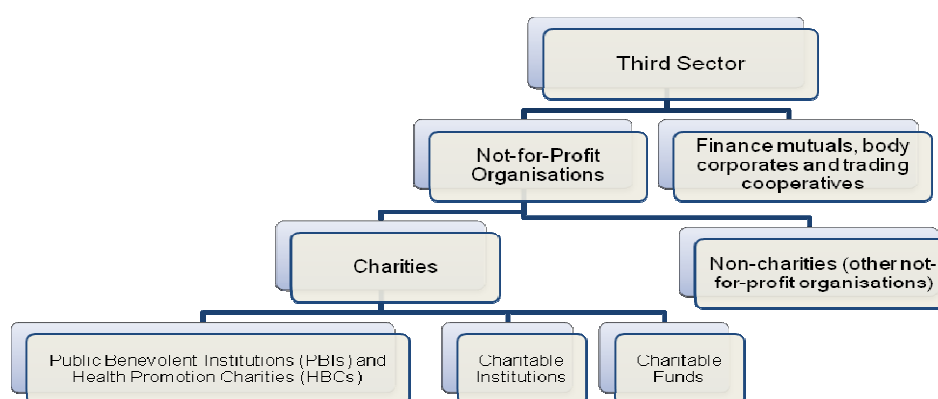 Third Sector
Not-for-Profit
Organisations
Finance mutuals, body
corporates and trading
cooperatives
Charities
Non-charities (other not-
for-profit organisations)
Public Benevolent Institutions (PBIs) and
Health Promotion Charities (HBCs)
Charitable
Institutions
Charitable
Funds